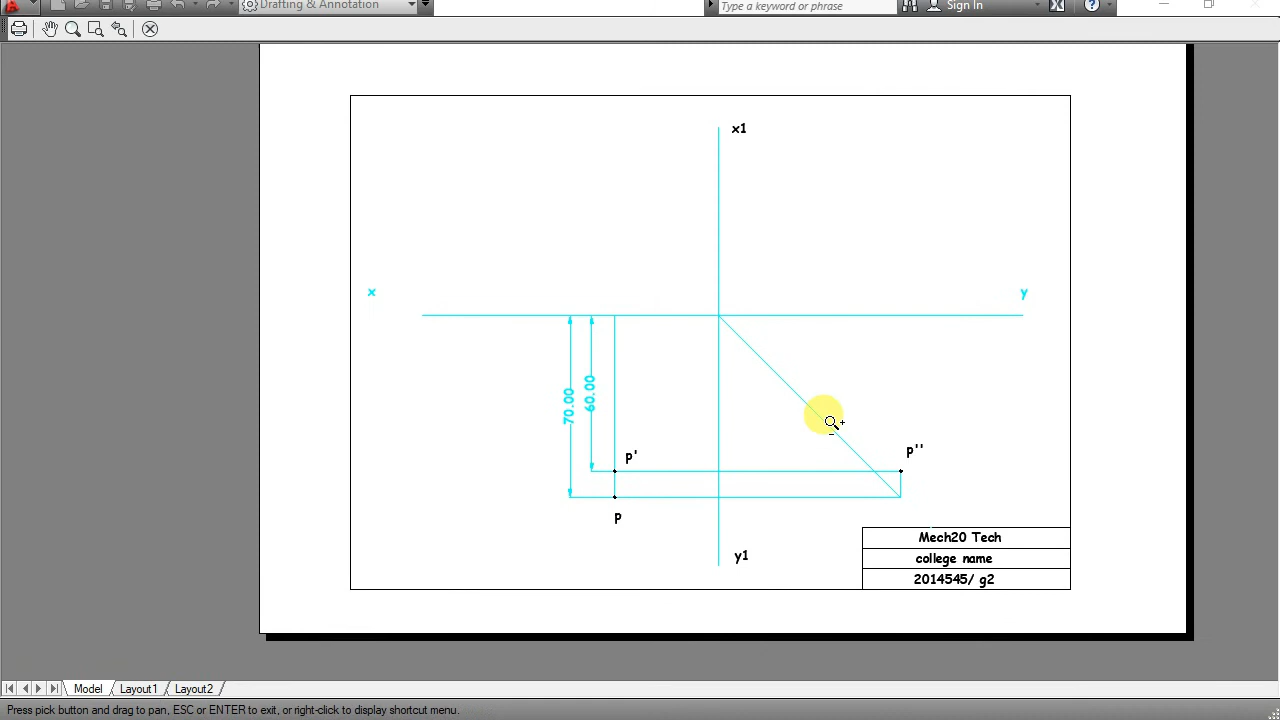 Drafting & Annotation
Type a keyword or phrase
Sign In
x1
x
y
70.00
60.00
p'
p''
p
y1
Mech20 Tech
college name
2014545/ g2
Model
Layout1
Layout2
Press pick button and drag to pan, ESC or ENTER to exit, or right-click to display shortcut menu.